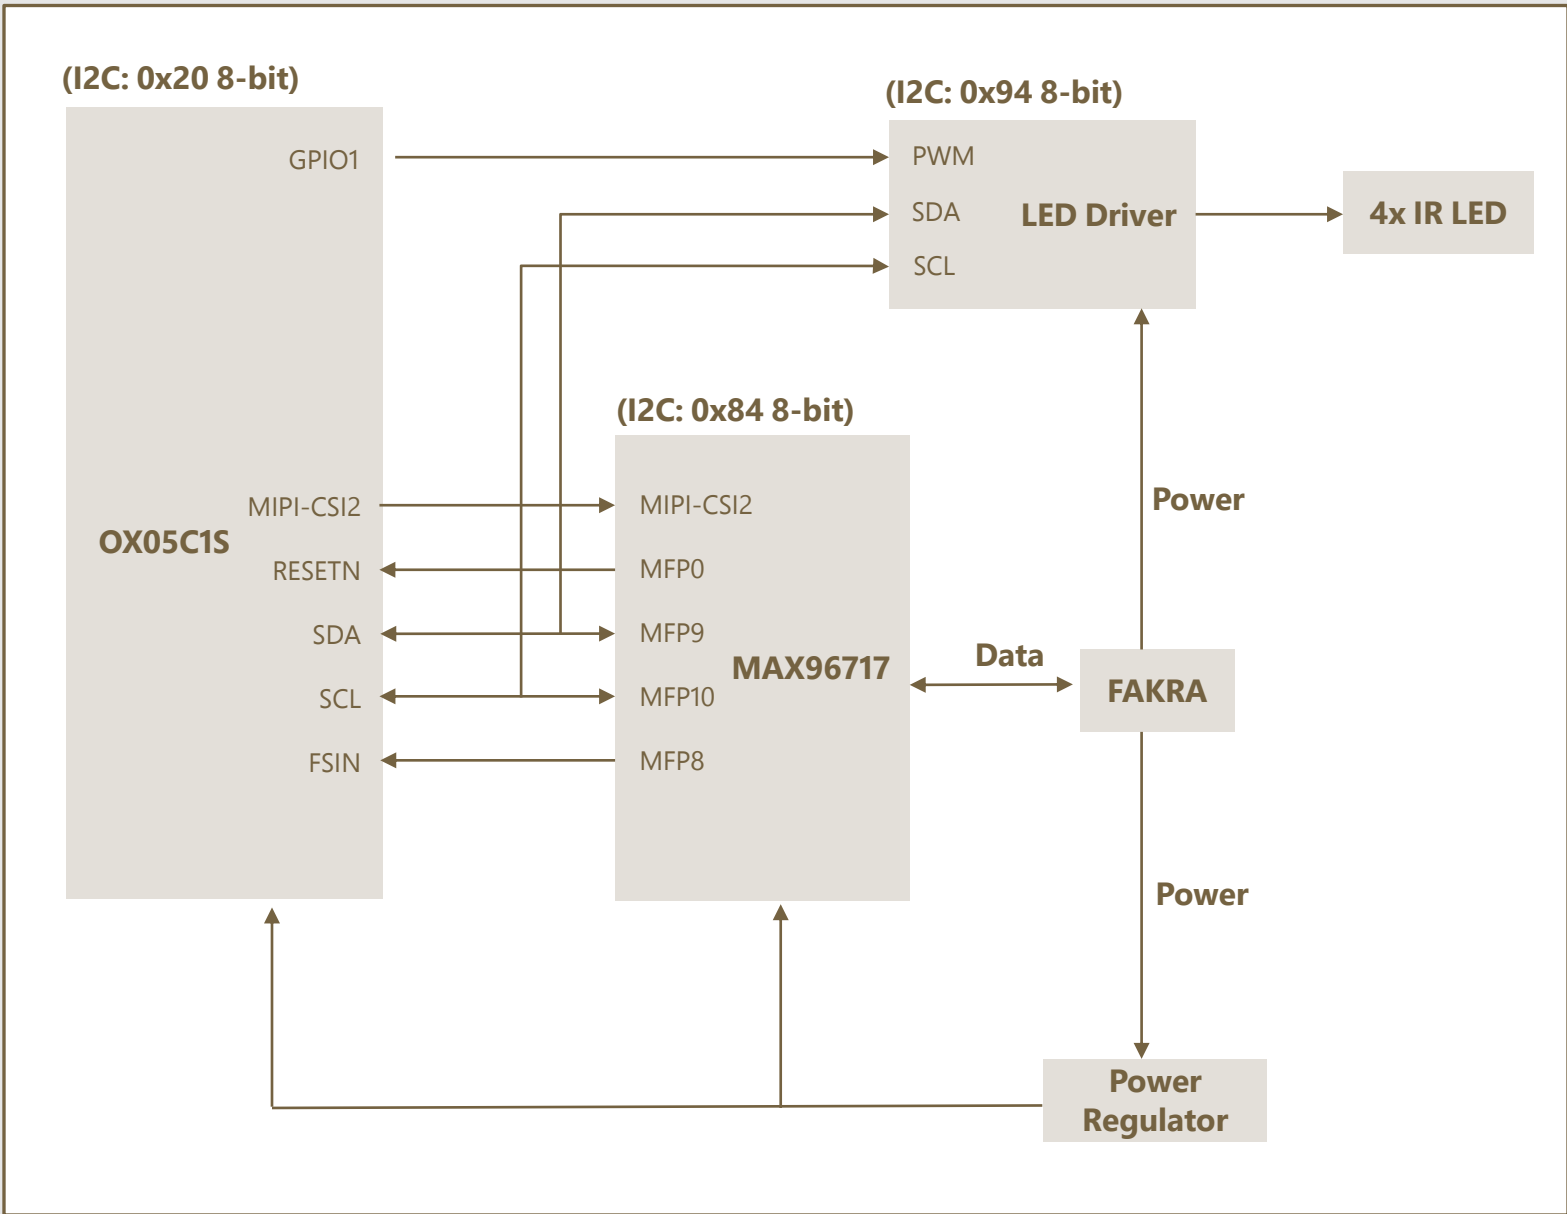 (I2C: 0x20 8-bit)
GPIO1
MIPI-CSI2
OX05C1S
RESETN
SDA
SCL
FSIN
(I2C: 0x94 8-bit)
PWM
SDA
LED Driver
SCL
4x IR LED
(I2C: 0x84 8-bit)
MIPI-CSI2
MFP0
MFP9
MAX96717
MFP10
MFP8
Data
Power
FAKRA
Power
Power
Regulator